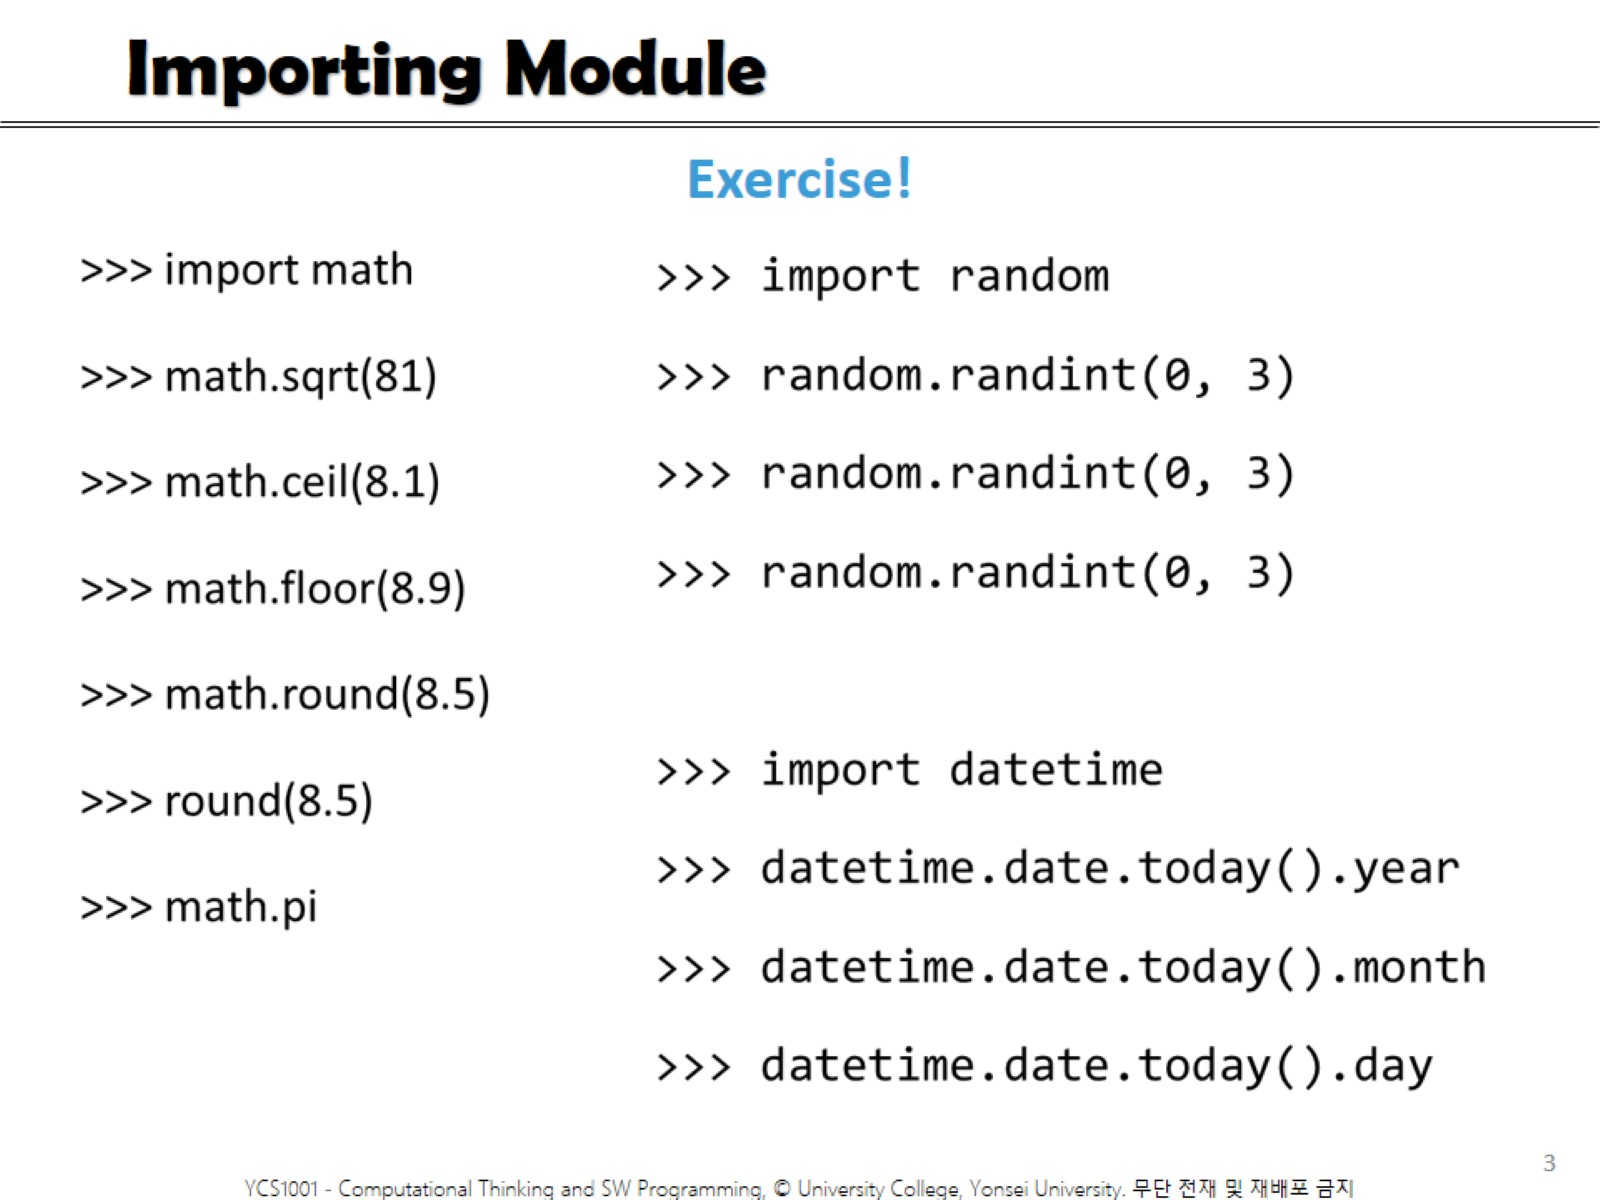 Importing Module
Exercise!
>>> import math
>>> math.sqrt(81)
>>> math.ceil(8.1)
>>> math.floor(8.9)
>>> math.round(8.5)
>>> round(8.5)
>>> math.pi
>>> import random
>>> random.randint(0, 3)
>>> random.randint(0, 3)
>>> random.randint(0, 3)
>>> import datetime
>>> datetime.date.today().year
>>> datetime.date.today().month
>>> datetime.date.today().day
3
YCS1001 - Computational Thinking and SW Programming, © University College, Yonsei University. 무단 전재 및 재배포 금지